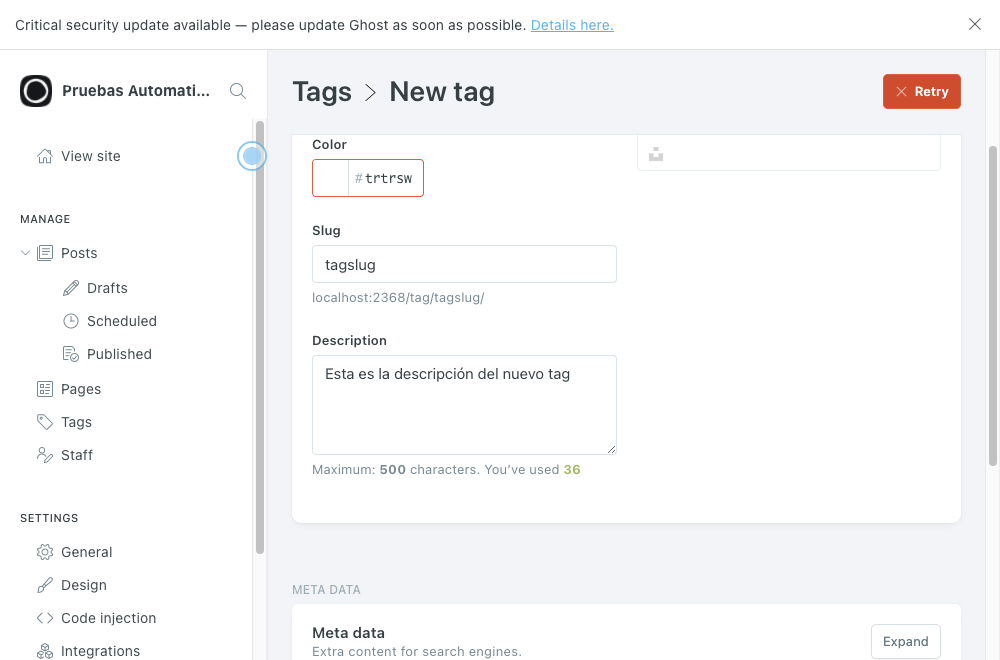 Critical security update available — please update Ghost as soon as possible. Details here.
Pruebas Automati...
View site
MANAGE
Posts
Drafts
Scheduled
Published
Pages
Tags
Staff
SETTINGS
General
Design
Code injection
Integrations
Tags > New tag
Retry
Color
#trtrsw
Slug
tagslug
localhost:2368/tag/tagslug/
Description
Esta es la descripción del nuevo tag
Maximum: 500 characters. You’ve used 36
META DATA
Meta data
Extra content for search engines.
Expand